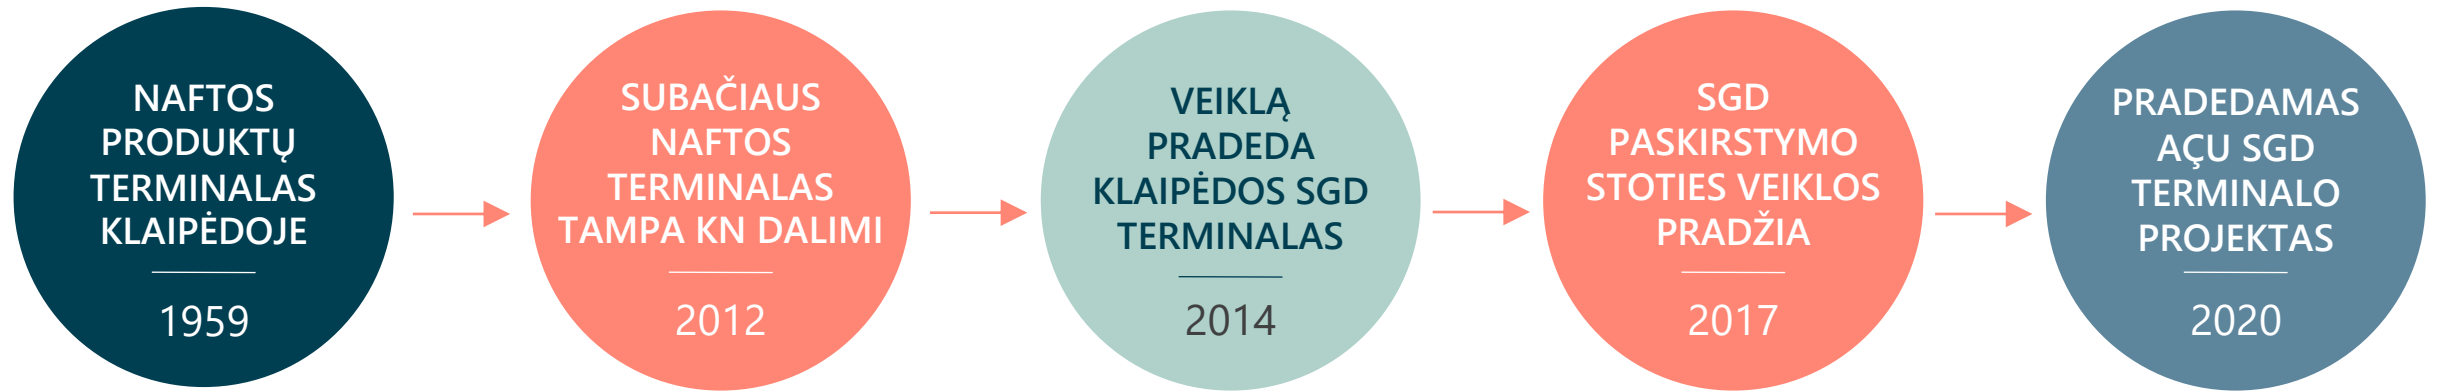 NAFTOS
PRODUKTŲ
TERMINALAS
KLAIPĖDOJE
1959
SUBAČIAUS
NAFTOS
TERMINALAS
TAMPA KN DALIMI
2012
VEIKLĄ
PRADEDA
KLAIPĖDOS SGD
TERMINALAS
2014
SGD
PASKIRSTYMO
STOTIES VEIKLOS
PRADŽIA
2017
PRADEDAMAS
AÇU SGD
TERMINALO
PROJEKTAS
2020